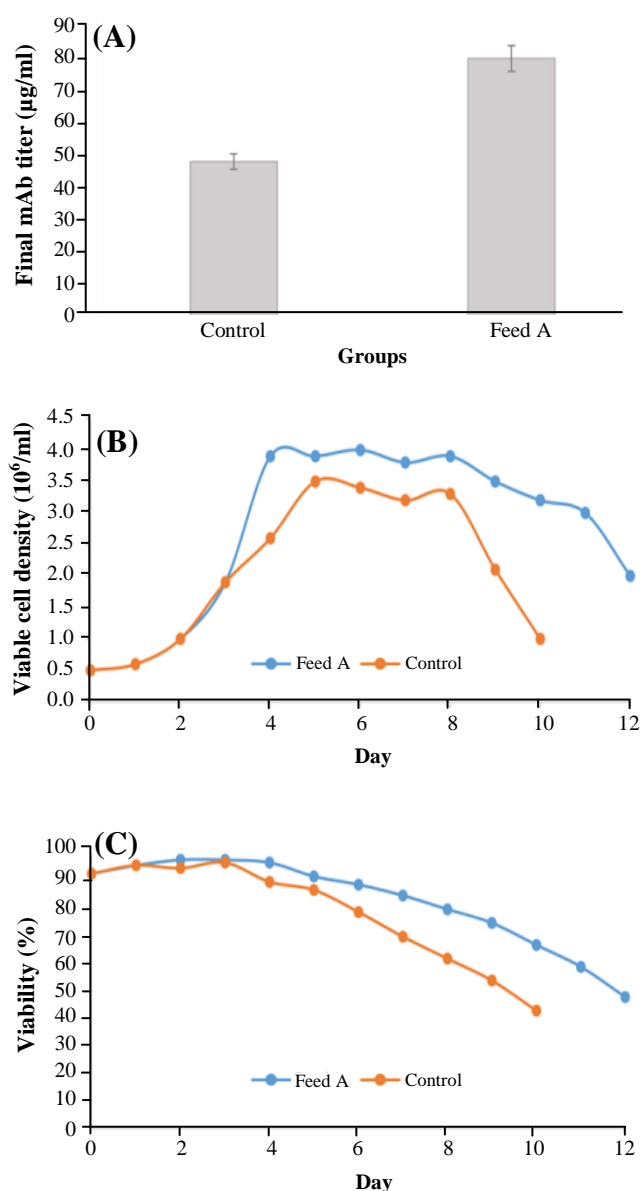 (A)
Final mAb titer (µg/ml)
90
80
70
60
50
40
30
20
10
0
Control Feed A
Groups
(B)
Viable cell density (10⁶/ml)
4.5
4.0
3.5
3.0
2.5
2.0
1.5
1.0
0.5
0.0
Feed A Control
0 2 4 6 8 10 12
Day
(C)
Viability (%)
100
90
80
70
60
50
40
30
20
10
0
Feed A Control
0 2 4 6 8 10 12
Day